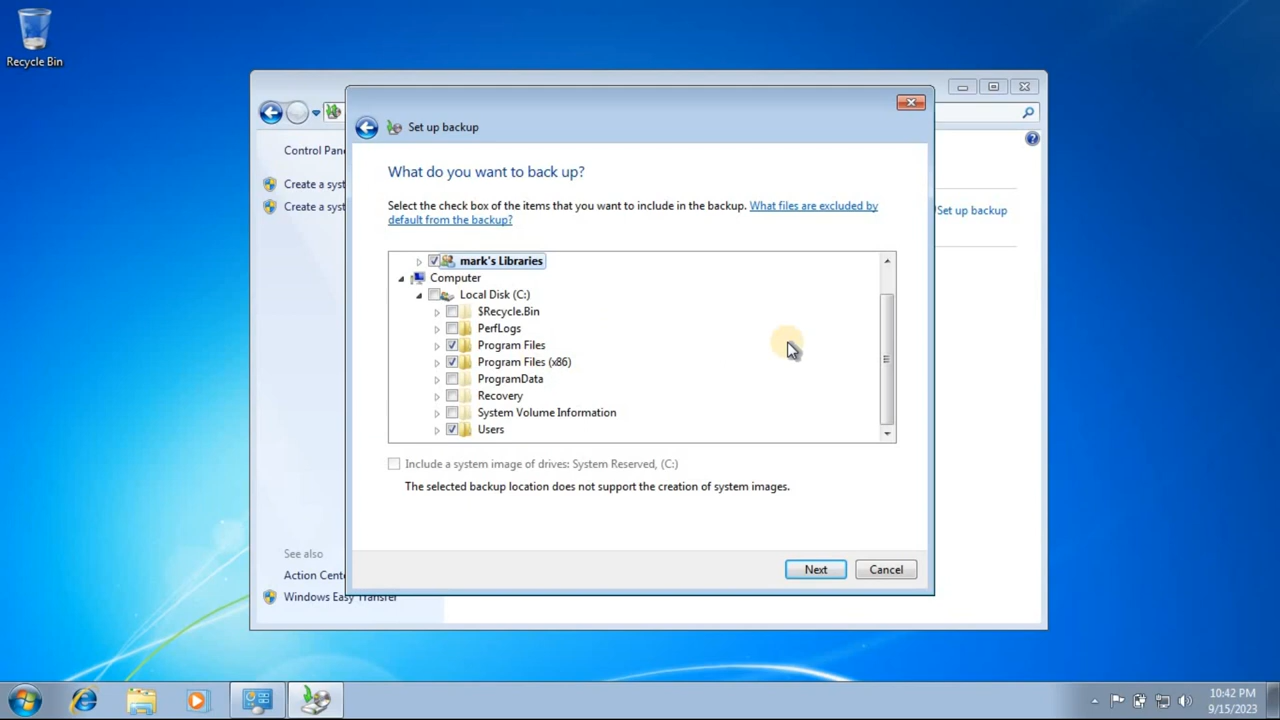 Recycle Bin
Set up backup
Control Pan
Create a syst
Create a syst
Set up backup
What do you want to back up?
Select the check box of the items that you want to include in the backup. What files are excluded by
default from the backup?
mark's Libraries
Computer
Local Disk (C:)
$Recycle.Bin
PerfLogs
Program Files
Program Files (x86)
ProgramData
Recovery
System Volume Information
Users
Include a system image of drives: System Reserved, (C:)
The selected backup location does not support the creation of system images.
Next
Cancel
See also
Action Cente
Windows Easy Transfer
10:42 PM
9/15/2023